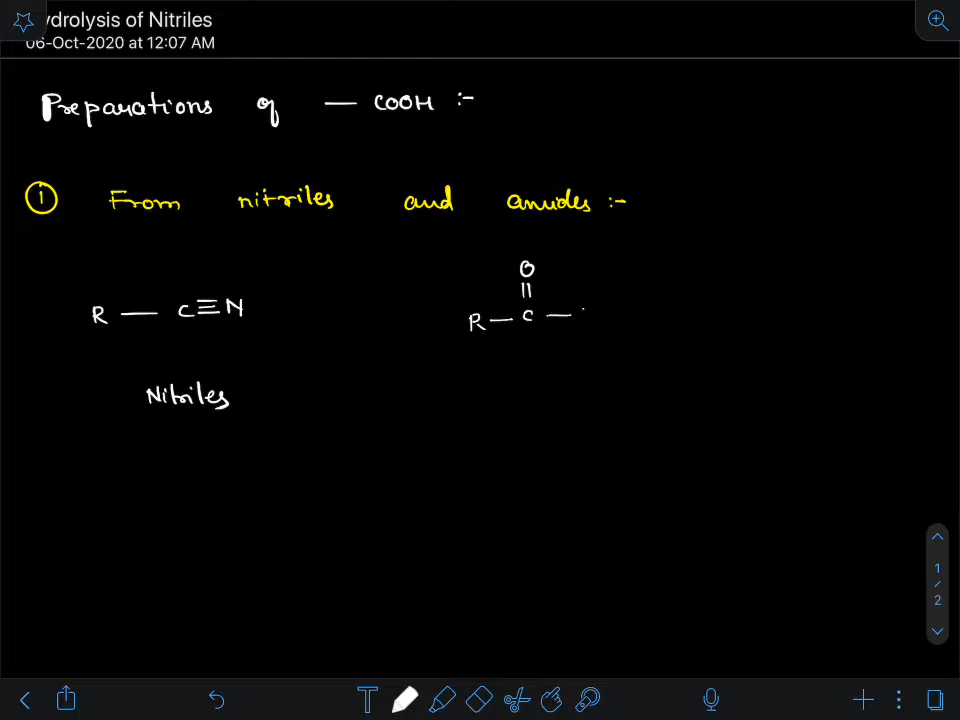 ydrolysis of Nitriles
06-Oct-2020 at 12:07 AM
Preparations of — COOH :-
① From nitriles and amides :-
O
||
R — C≡N R — C —
Nitriles
1
/
2
T